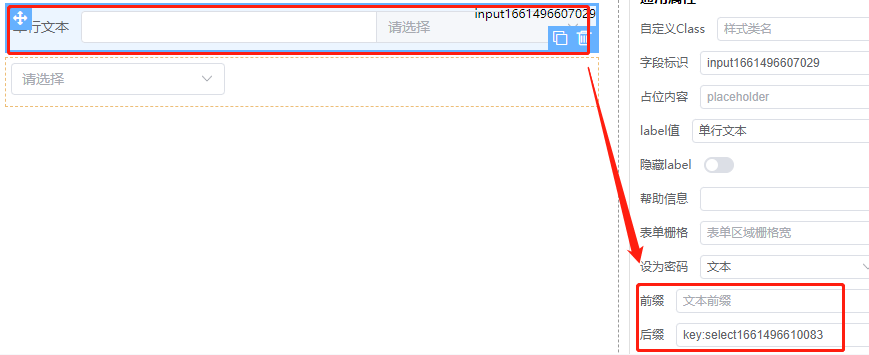 单行文本
请选择
input1661496607029
请选择
通用属性
自定义Class 样式类名
字段标识 input1661496607029
占位内容 placeholder
label值 单行文本
隐藏label
帮助信息
表单栅格 表单区域栅格宽
设为密码 文本
前缀 文本前缀
后缀 key:select1661496610083